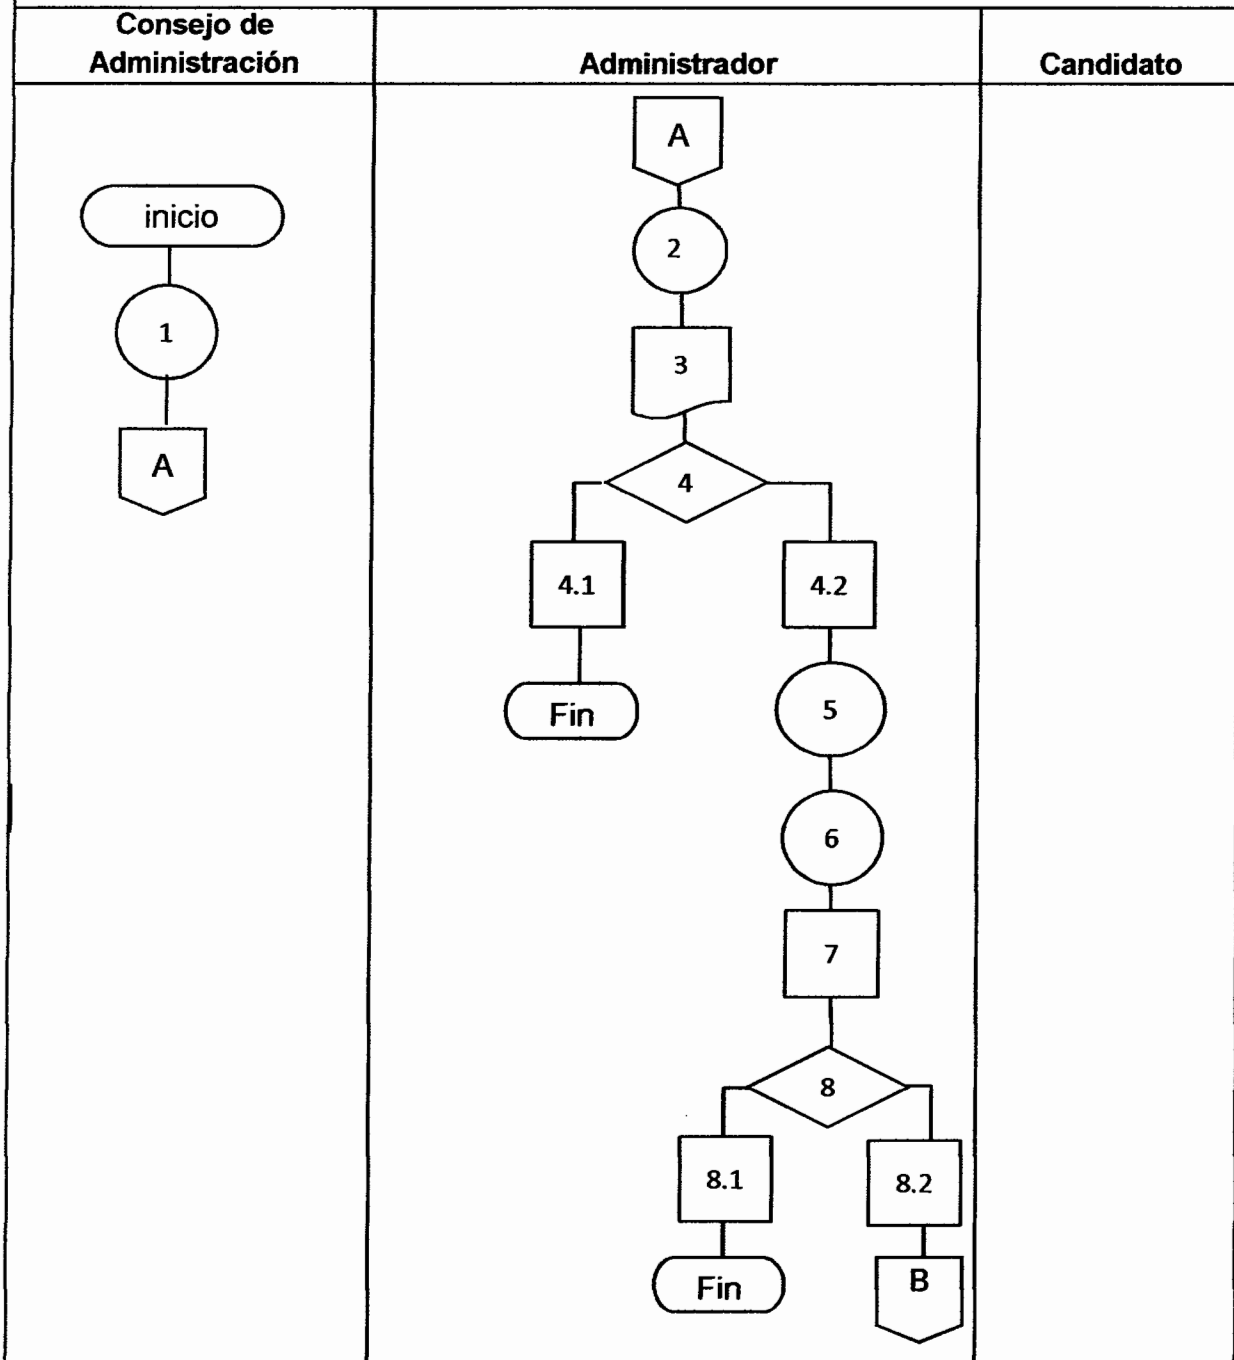 Consejo de
Administración
Administrador
Candidato
inicio
1
A
A
2
3
4
4.1
4.2
Fin
5
6
7
8
8.1
8.2
Fin
B